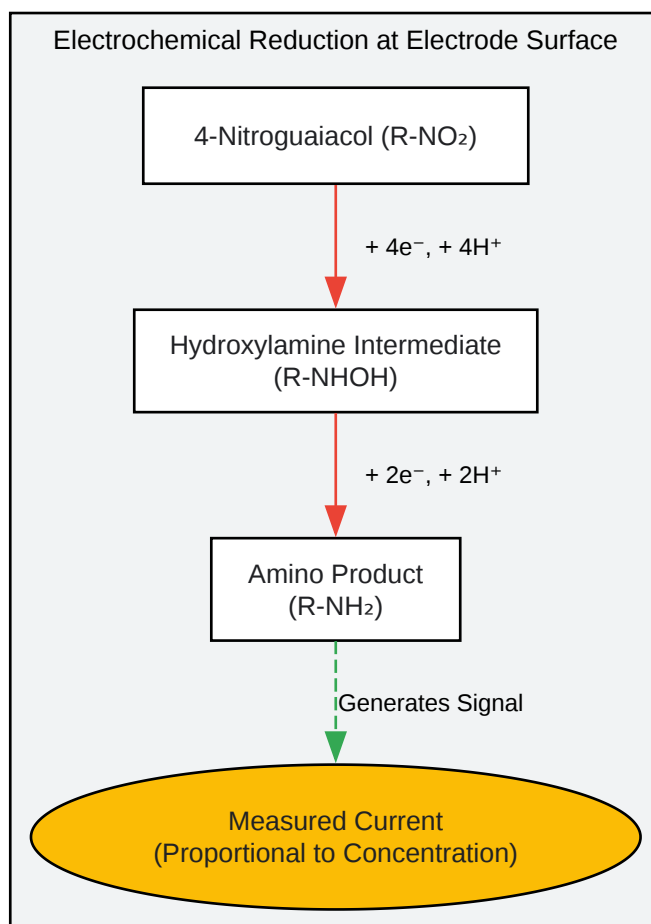 Electrochemical Reduction at Electrode Surface
4-Nitroguaiacol (R-NO₂)
+ 4e⁻, + 4H⁺
Hydroxylamine Intermediate
(R-NHOH)
+ 2e⁻, + 2H⁺
Amino Product
(R-NH₂)
Generates Signal
Measured Current
(Proportional to Concentration)